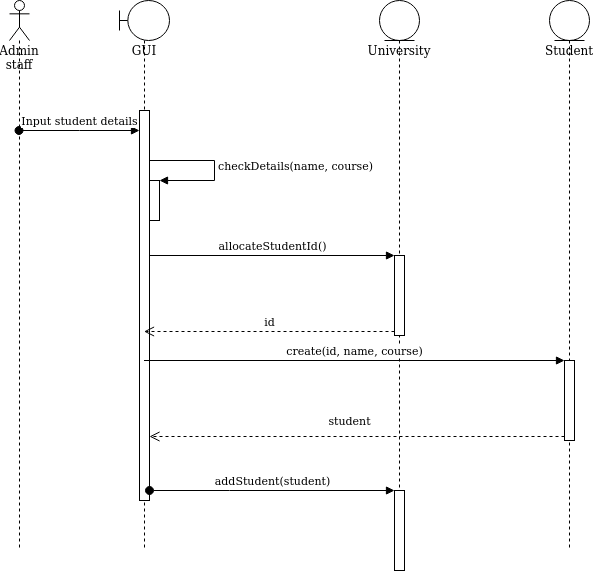 Admin
staff
GUI
University
Student
Input student details
checkDetails(name, course)
allocateStudentId()
id
create(id, name, course)
student
addStudent(student)